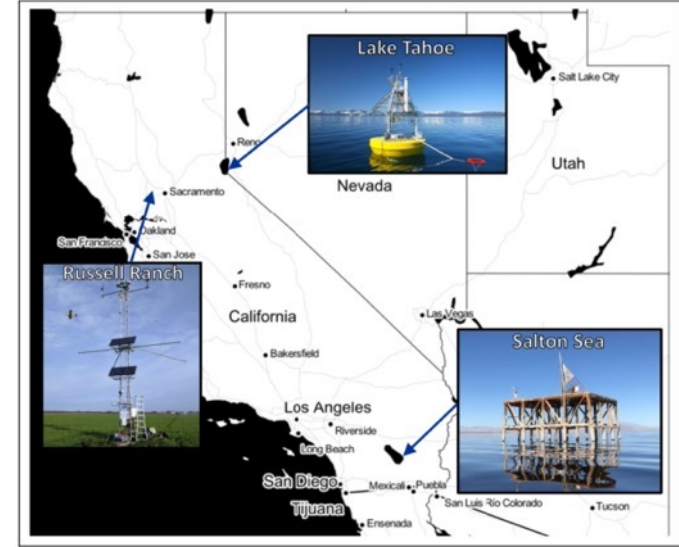 Lake Tahoe
Salt Lake City
Reno
Utah
Nevada
Sacramento
Oakland
San Francisco
San Jose
Russell Ranch
Fresno
California
Las Vegas
Salton Sea
Bakersfield
Los Angeles
Riverside
Long Beach
San Diego
Mexicali
Puebla
Tijuana
San Luis Río Colorado
Tucson
Ensenada